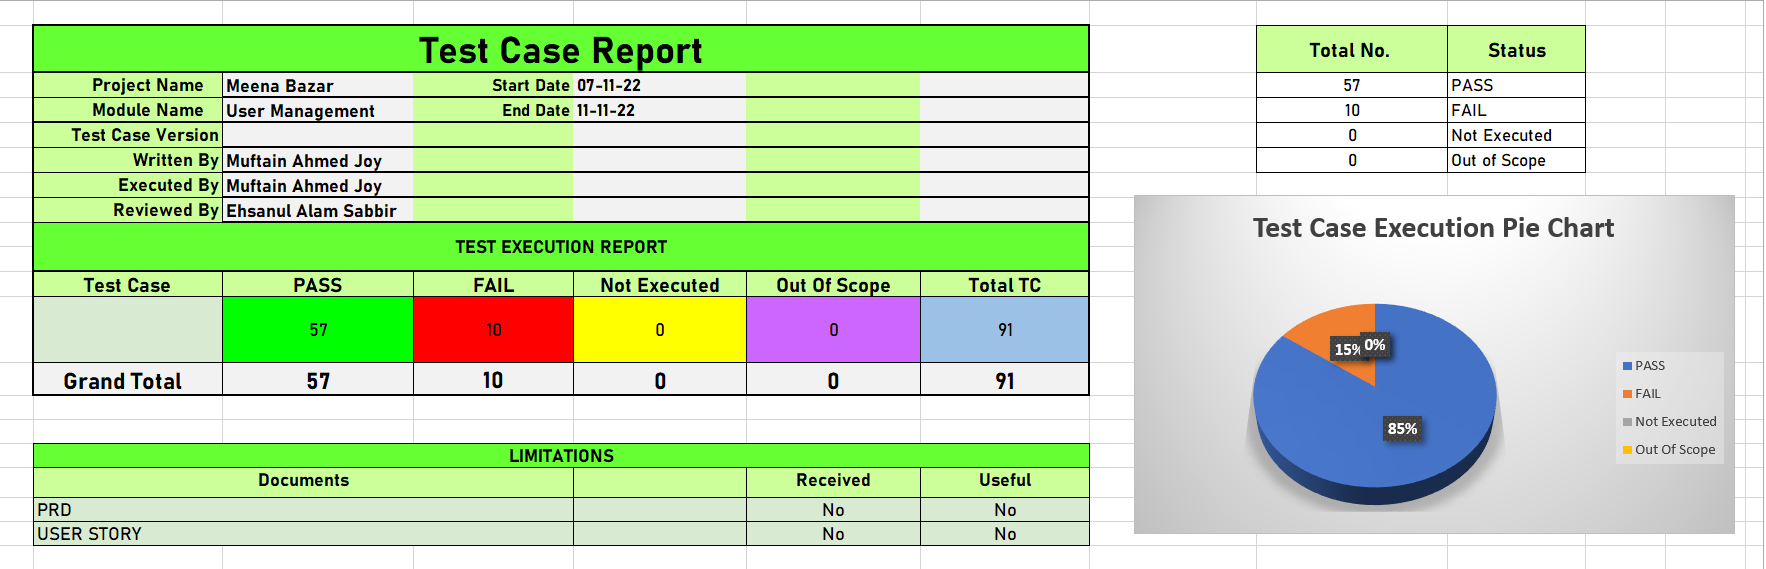 Test Case Report
Project Name Meena Bazar Start Date 07-11-22
Module Name User Management End Date 11-11-22
Test Case Version
Written By Muftain Ahmed Joy
Executed By Muftain Ahmed Joy
Reviewed By Ehsanul Alam Sabbir
TEST EXECUTION REPORT
Test Case PASS FAIL Not Executed Out Of Scope Total TC
57 10 0 0 91
Grand Total 57 10 0 0 91
LIMITATIONS
Documents Received Useful
PRD No No
USER STORY No No
Total No. Status
57 PASS
10 FAIL
0 Not Executed
0 Out of Scope
Test Case Execution Pie Chart
15% 0%
85%
PASS
FAIL
Not Executed
Out Of Scope